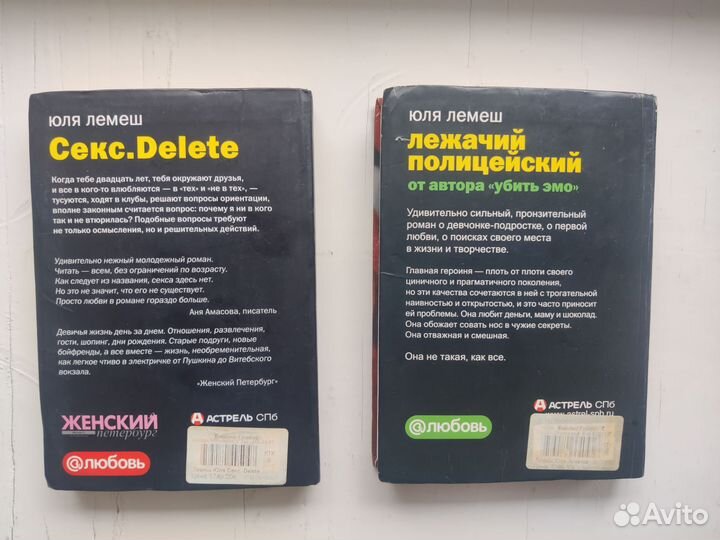 ЮЛЯ ЛЕМЕШ
Секс.Delete
Когда тебе двадцать лет, тебя окружают друзья,
и все в кого-то влюбляются — в «тех» и «не в тех», —
тусуются, ходят в клубы, решают вопросы ориентации,
вполне законным считается вопрос: почему я ни в кого
так и не втюрилась? Подобные вопросы требуют
не только осмысления, но и решительных действий.
Удивительно нежный молодежный роман.
Читать — всем, без ограничений по возрасту.
Как следует из названия, секса здесь нет.
Но это не значит, что его не существует.
Просто любви в романе гораздо больше.
Аня Амасова, писатель
Девичья жизнь день за днем. Отношения, развлечения,
гости, шопинг, дни рождения. Старые подруги, новые
бойфренды, а все вместе — жизнь, необременительная,
как легкое чтиво в электричке от Пушкина до Витебского
вокзала.
«Женский Петербург»
ЖЕНСКИЙ
петербург
АСТРЕЛЬ СПб
@ЛЮБОВЬ
Лемеш Юля Секс. Delete
ЮЛЯ ЛЕМЕШ
лежачий
полицейский
от автора «убить эмо»
Удивительно сильный, пронзительный
роман о девчонке-подростке, о первой
любви, о поисках своего места
в жизни и творчестве.
Главная героиня — плоть от плоти своего
циничного и прагматичного поколения,
но эти качества сочетаются в ней с трогательной
наивностью и открытостью, и это часто приносит
ей проблемы. Она любит деньги, маму и шоколад.
Она обожает совать нос в чужие секреты.
Она отважная и смешная.
Она не такая, как все.
АСТРЕЛЬ СПб
www.astrel-spb.ru
@ЛЮБОВЬ
Avito